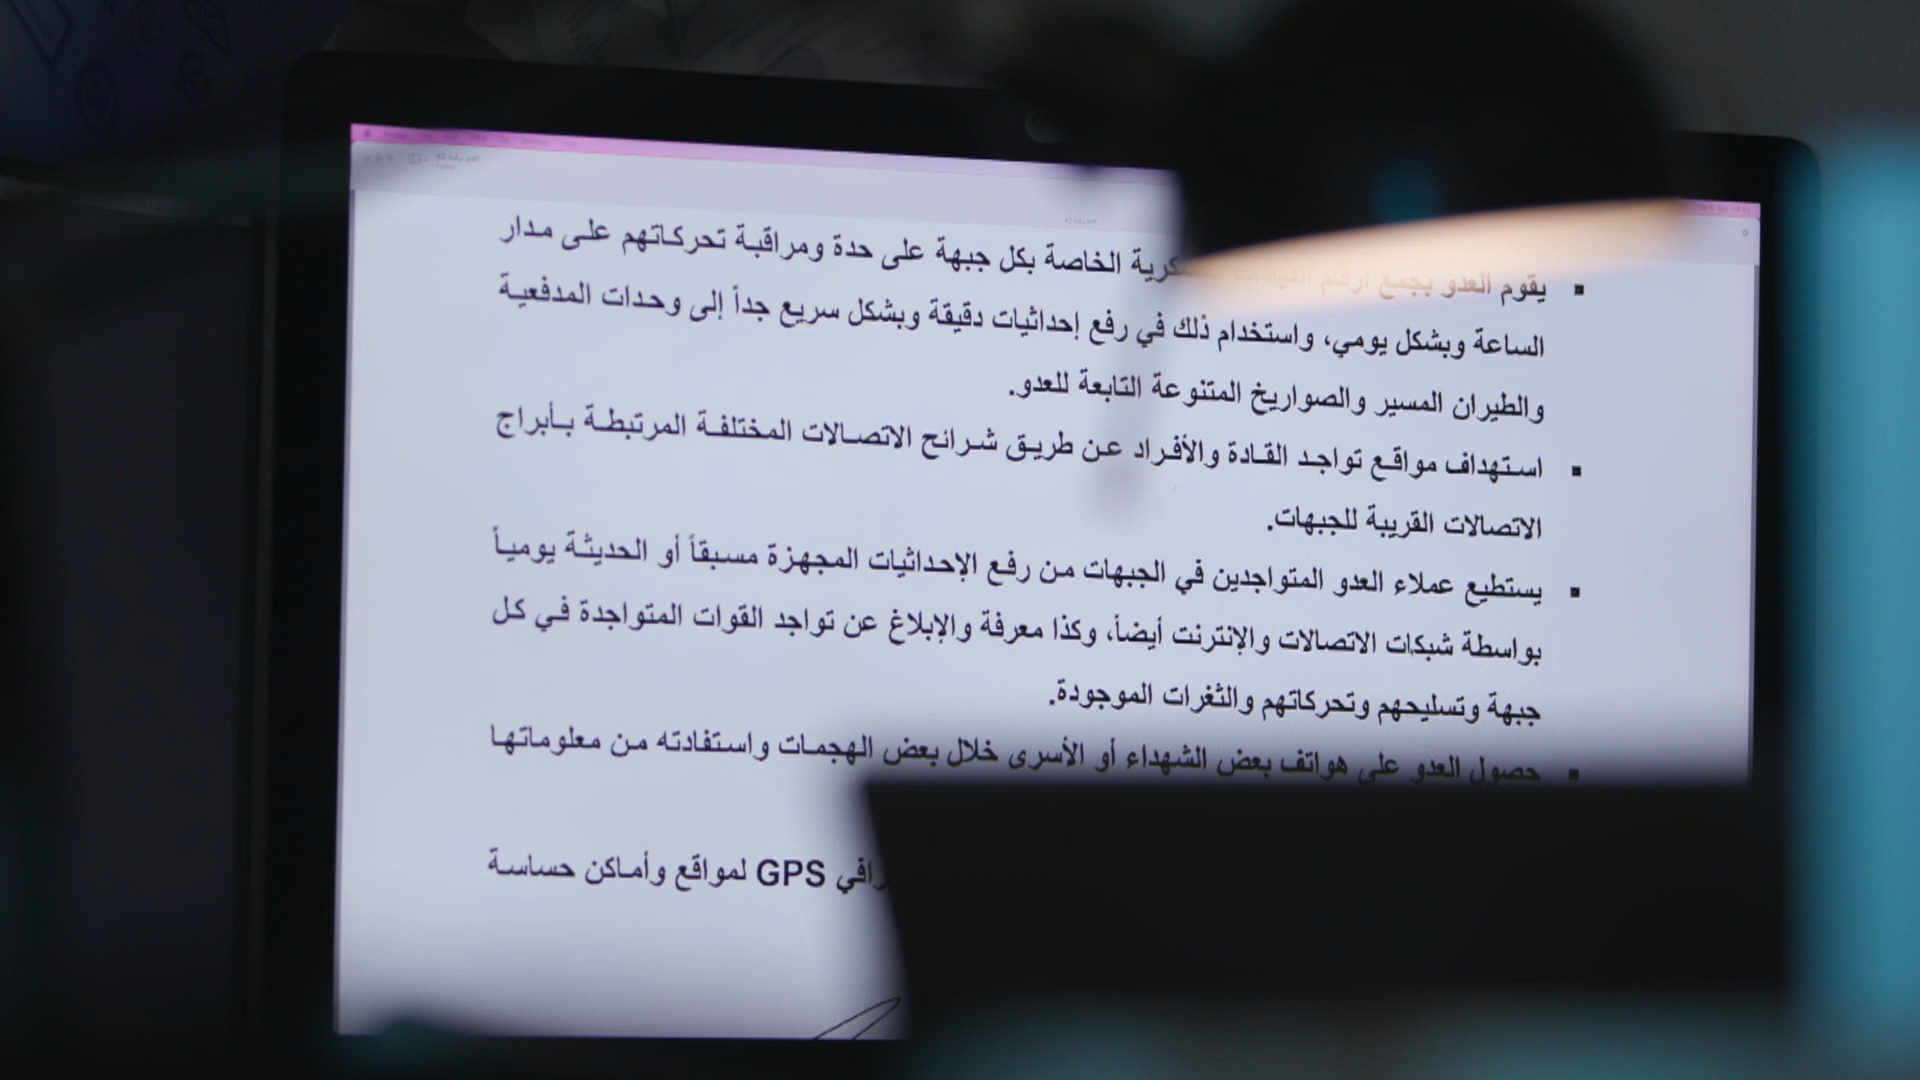 يقوم العدو بجمع أرقام الخاصة بكل جبهة على حدة ومراقبة تحركاتهم على مدار
الساعة وبشكل يومي، واستخدام ذلك في رفع إحداثيات دقيقة وبشكل سريع جداً إلى وحدات المدفعية
والطيران المسير والصواريخ المتنوعة التابعة للعدو.
استهداف مواقع تواجد القادة والأفراد عن طريق شرائح الاتصالات المختلفة المرتبطة بأبراج
الاتصالات القريبة للجبهات.
يستطيع عملاء العدو المتواجدين في الجبهات من رفع الإحداثيات المجهزة مسبقاً أو الحديثة يومياً
بواسطة شبكات الاتصالات والإنترنت أيضاً، وكذا معرفة والإبلاغ عن تواجد القوات المتواجدة في كل
جبهة وتسليحهم وتحركاتهم والثغرات الموجودة.
حصول العدو على هواتف بعض الشهداء أو الأسرى خلال بعض الهجمات واستفادته من معلوماتها
GPS لمواقع وأماكن حساسة